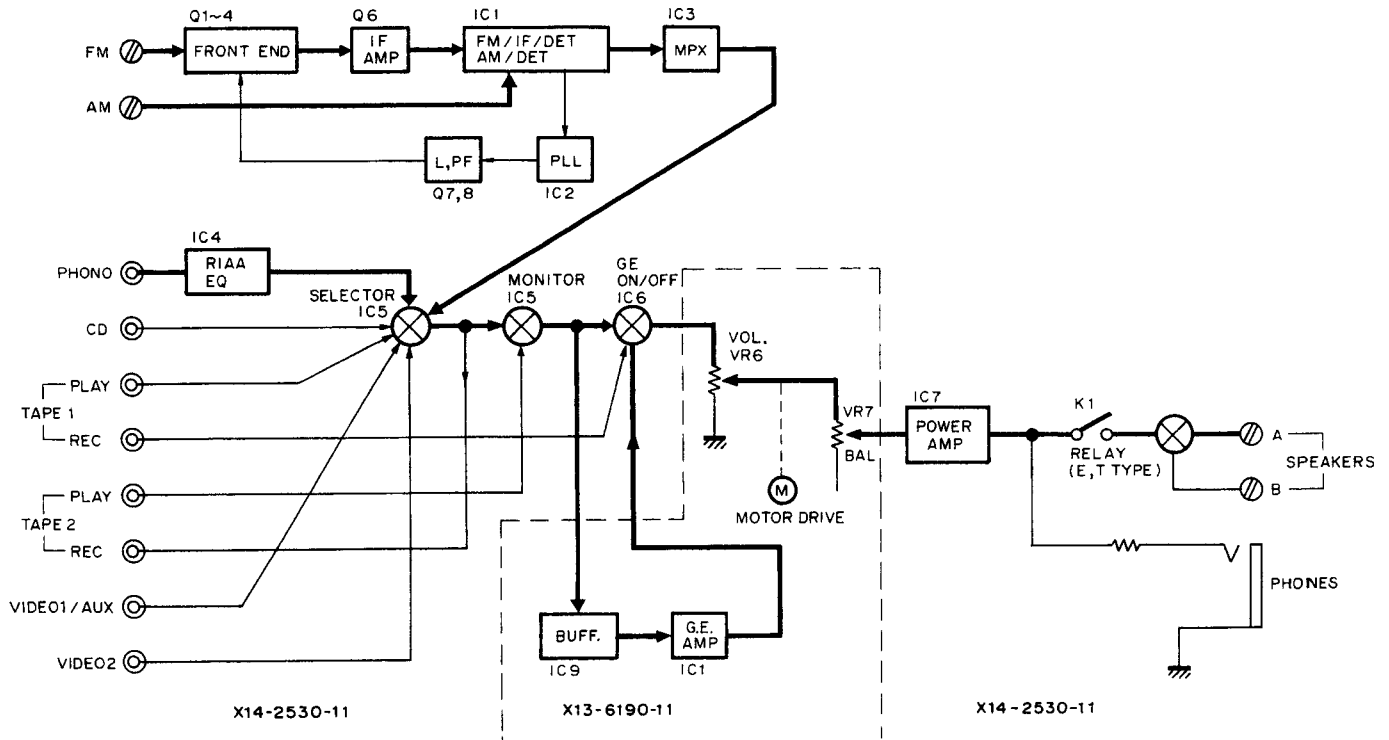 Q1~4
Q6
IC1
IC3
FM
FRONT END
IF
AMP
FM/IF/DET
AM/DET
MPX
AM
L,PF
PLL
Q7,8
IC2
IC4
PHONO
RIAA
EQ
SELECTOR
IC5
MONITOR
IC5
GE
ON/OFF
IC6
CD
VOL.
VR6
PLAY
TAPE 1
REC
VR7
BAL
IC7
POWER
AMP
K1
RELAY
(E,T TYPE)
A
SPEAKERS
B
PLAY
TAPE 2
REC
M
MOTOR DRIVE
PHONES
VIDEO1/AUX
VIDEO2
BUFF.
IC9
G.E.
AMP
IC1
X14-2530-11
X13-6190-11
X14-2530-11